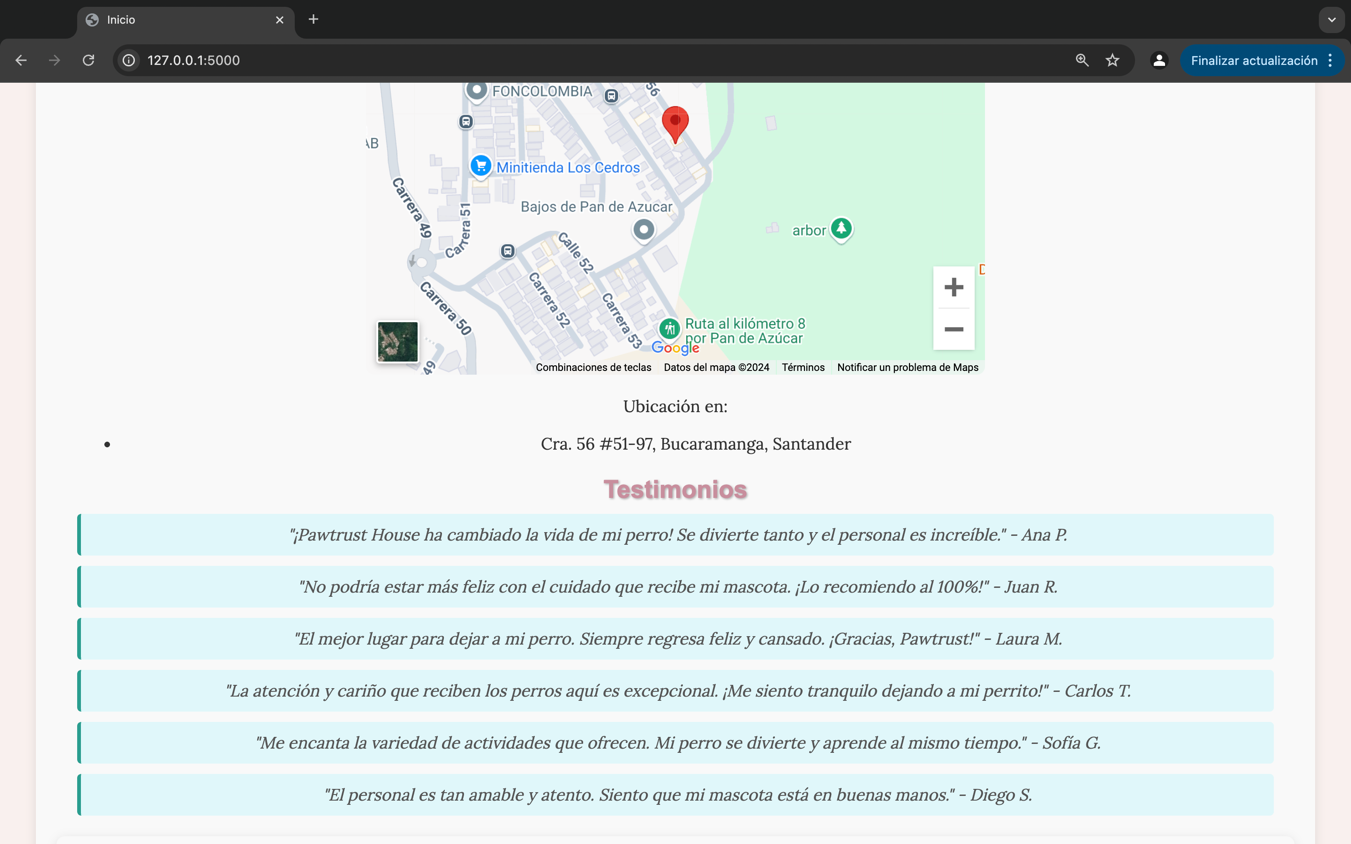 Inicio
127.0.0.1:5000
Finalizar actualización
FONCOLOMBIA
56
AB
Minitienda Los Cedros
Carrera 49
Carrera 51
Bajos de Pan de Azucar
arbor
Calle 52
D
Carrera 50
Carrera 52
Carrera 53
Ruta al kilómetro 8
por Pan de Azúcar
Google
49
Combinaciones de teclas Datos del mapa ©2024 Términos Notificar un problema de Maps
Ubicación en:
• Cra. 56 #51-97, Bucaramanga, Santander
Testimonios
"¡Pawtrust House ha cambiado la vida de mi perro! Se divierte tanto y el personal es increíble." - Ana P.
"No podría estar más feliz con el cuidado que recibe mi mascota. ¡Lo recomiendo al 100%!" - Juan R.
"El mejor lugar para dejar a mi perro. Siempre regresa feliz y cansado. ¡Gracias, Pawtrust!" - Laura M.
"La atención y cariño que reciben los perros aquí es excepcional. ¡Me siento tranquilo dejando a mi perrito!" - Carlos T.
"Me encanta la variedad de actividades que ofrecen. Mi perro se divierte y aprende al mismo tiempo." - Sofía G.
"El personal es tan amable y atento. Siento que mi mascota está en buenas manos." - Diego S.